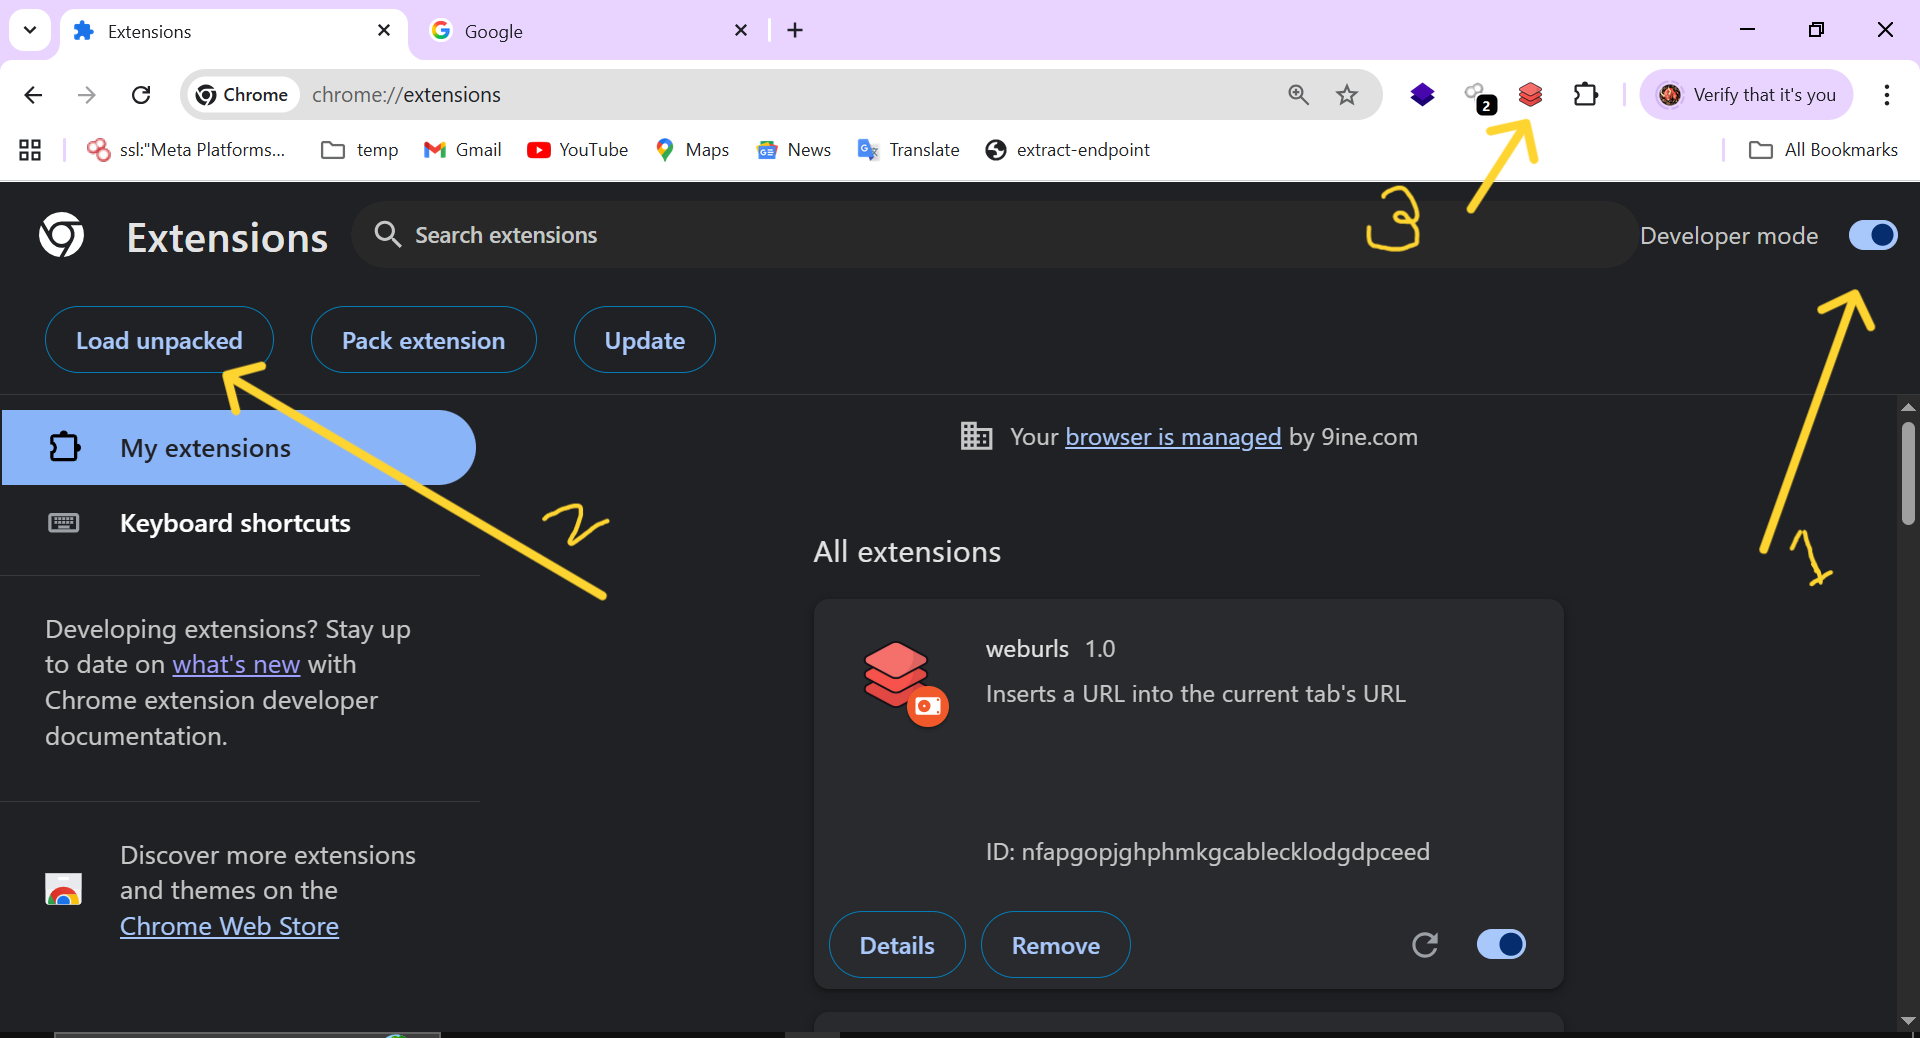 Extensions
Google
Chrome
chrome://extensions
2
Verify that it's you
ssl:"Meta Platforms...
temp
Gmail
YouTube
Maps
News
Translate
extract-endpoint
All Bookmarks
3
Extensions
Search extensions
Developer mode
Load unpacked
Pack extension
Update
My extensions
Your browser is managed by 9ine.com
Keyboard shortcuts
2
1
All extensions
Developing extensions? Stay up
to date on what's new with
Chrome extension developer
documentation.
weburls 1.0
Inserts a URL into the current tab's URL
ID: nfapgopjghphmkgcablecklodgdpceed
Discover more extensions
and themes on the
Chrome Web Store
Details
Remove